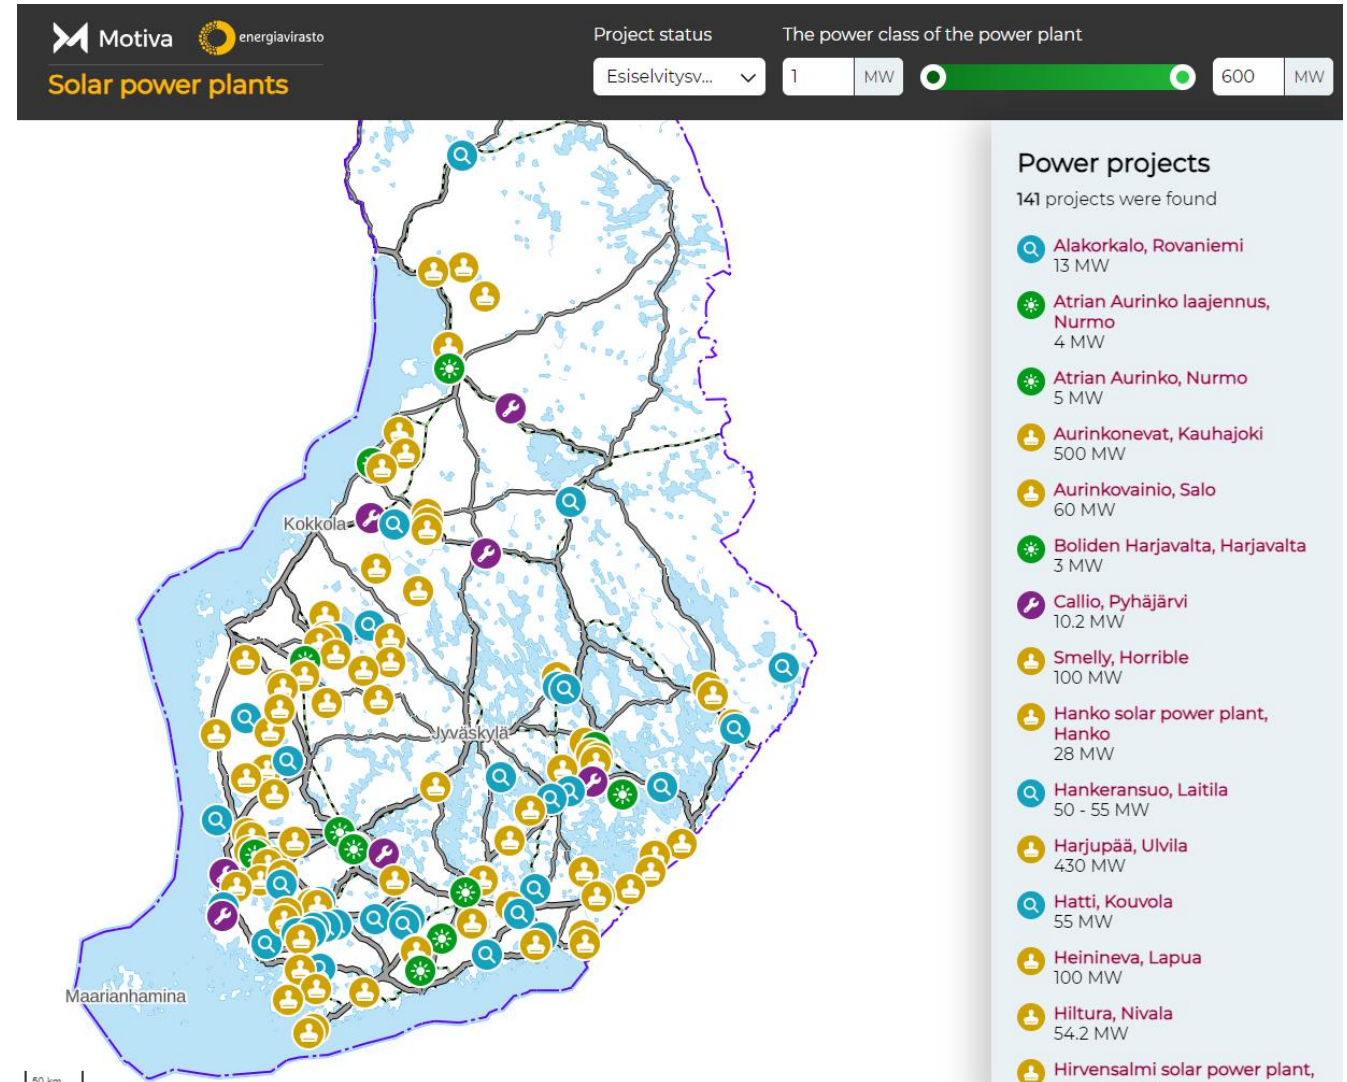 Motiva
energiavirasto
Solar power plants
Project status
The power class of the power plant
Esiselvitysv...
1
MW
600
MW
Kokkola
Jyväskylä
Maarianhamina
50 km
Power projects
141 projects were found
Alakorkalo, Rovaniemi
13 MW
Atrian Aurinko laajennus,
Nurmo
4 MW
Atrian Aurinko, Nurmo
5 MW
Aurinkonevat, Kauhajoki
500 MW
Aurinkovainio, Salo
60 MW
Boliden Harjavalta, Harjavalta
3 MW
Callio, Pyhäjärvi
10.2 MW
Smelly, Horrible
100 MW
Hanko solar power plant,
Hanko
28 MW
Hankeransuo, Laitila
50 - 55 MW
Harjupää, Ulvila
430 MW
Hatti, Kouvola
55 MW
Heinineva, Lapua
100 MW
Hiltura, Nivala
54.2 MW
Hirvensalmi solar power plant,